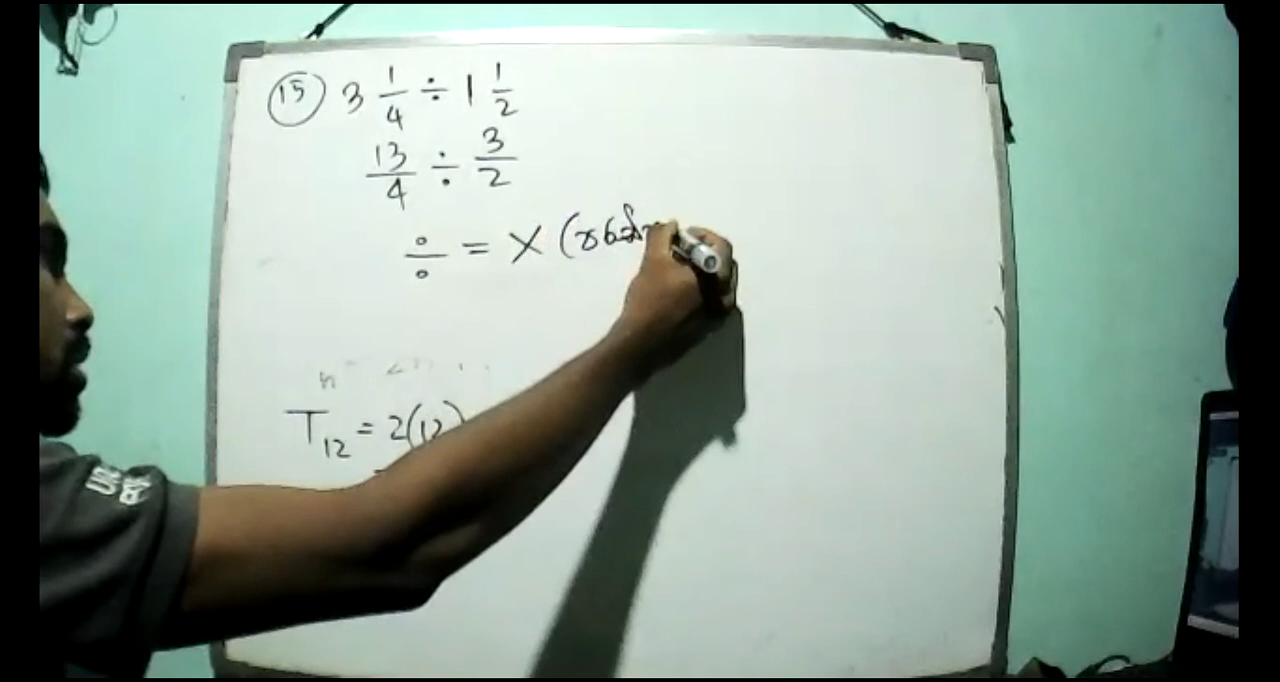 15 3 1/4 ÷ 1 1/2
13/4 ÷ 3/2
÷ = × (
T₁₂ = 2(12)